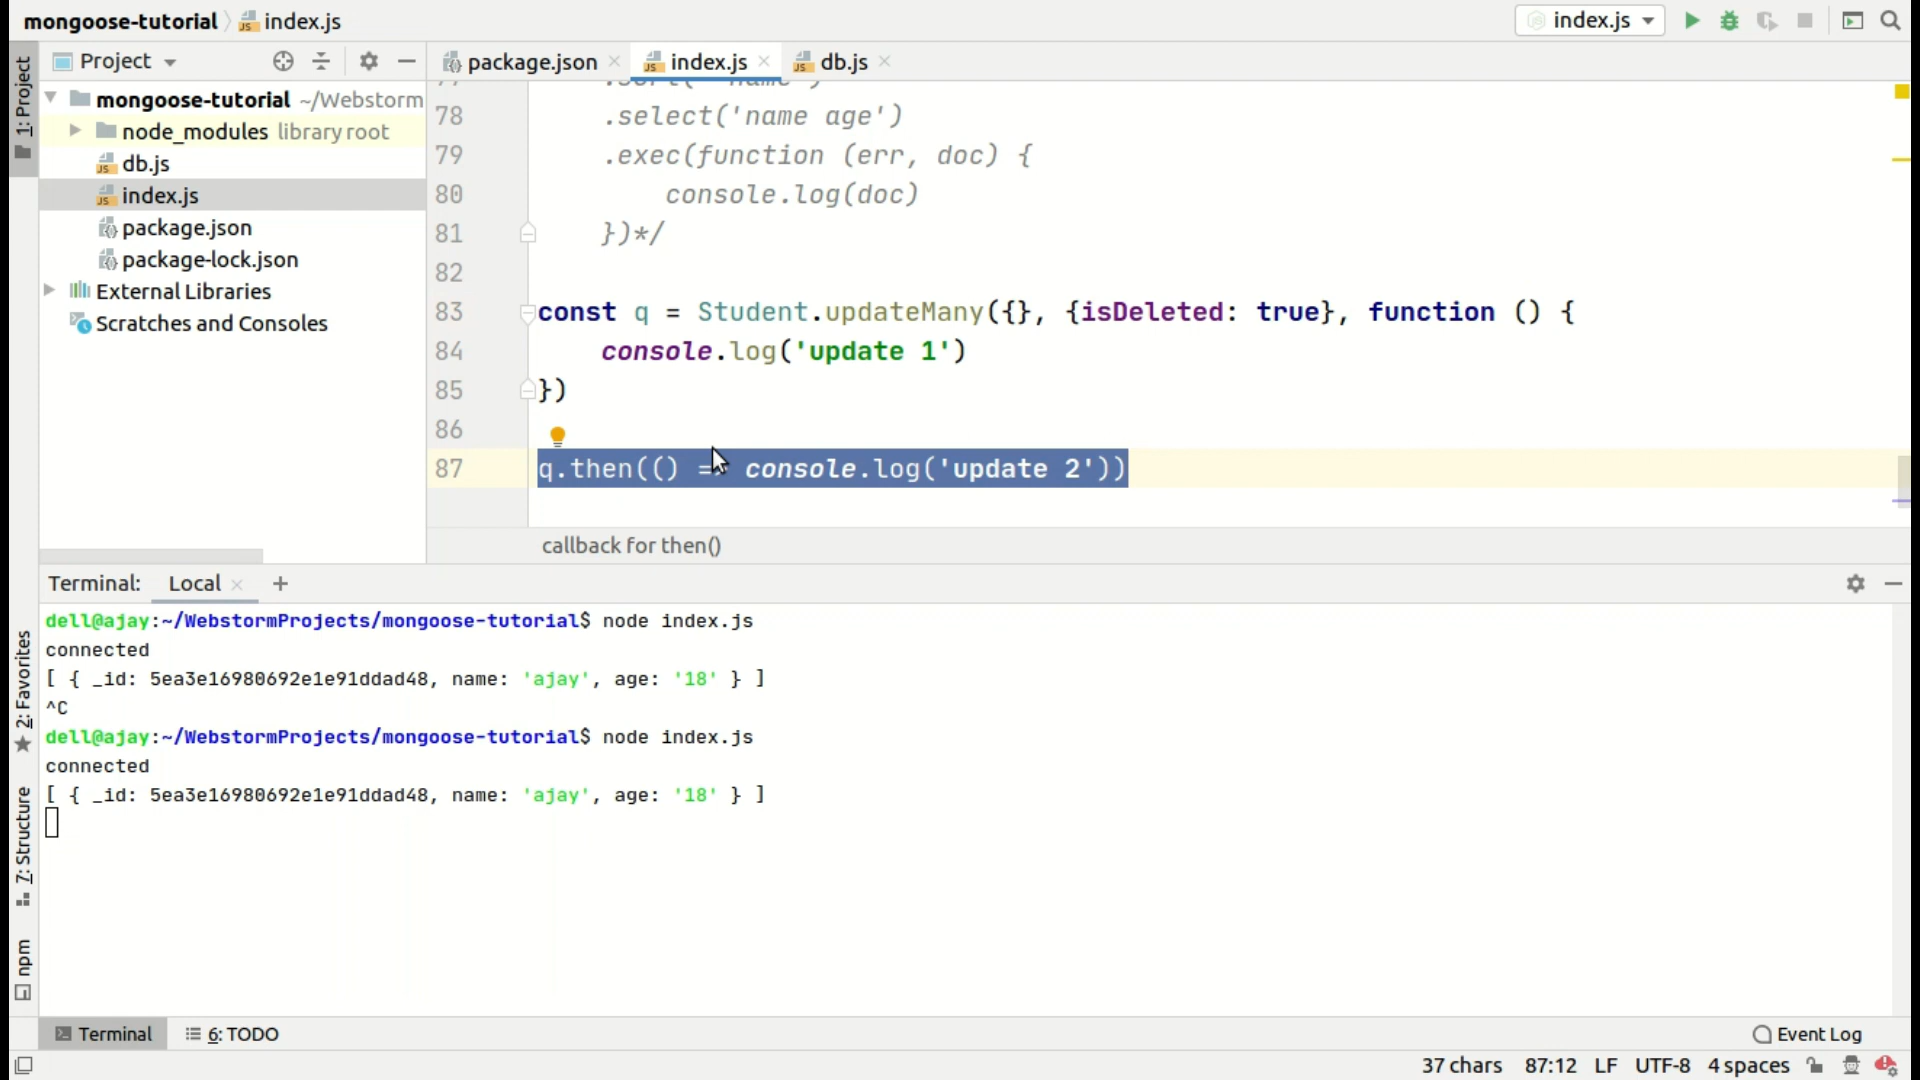 mongoose-tutorial index.js index.js
1: Project
Project
package.json index.js db.js
mongoose-tutorial ~/Webstorm
node_modules library root
db.js
index.js
package.json
package-lock.json
External Libraries
Scratches and Consoles
78 .select('name age')
79 .exec(function (err, doc) {
80 console.log(doc)
81 })*/
82
83 const q = Student.updateMany({}, {isDeleted: true}, function () {
84 console.log('update 1')
85 })
86
87 q.then(() = console.log('update 2'))
callback for then()
Terminal: Local +
dell@ajay:~/WebstormProjects/mongoose-tutorial$ node index.js
connected
[ { _id: 5ea3e16980692e1e91ddad48, name: 'ajay', age: '18' } ]
^C
dell@ajay:~/WebstormProjects/mongoose-tutorial$ node index.js
connected
[ { _id: 5ea3e16980692e1e91ddad48, name: 'ajay', age: '18' } ]
2: Favorites
7: Structure
npm
Terminal 6: TODO Event Log
37 chars 87:12 LF UTF-8 4 spaces